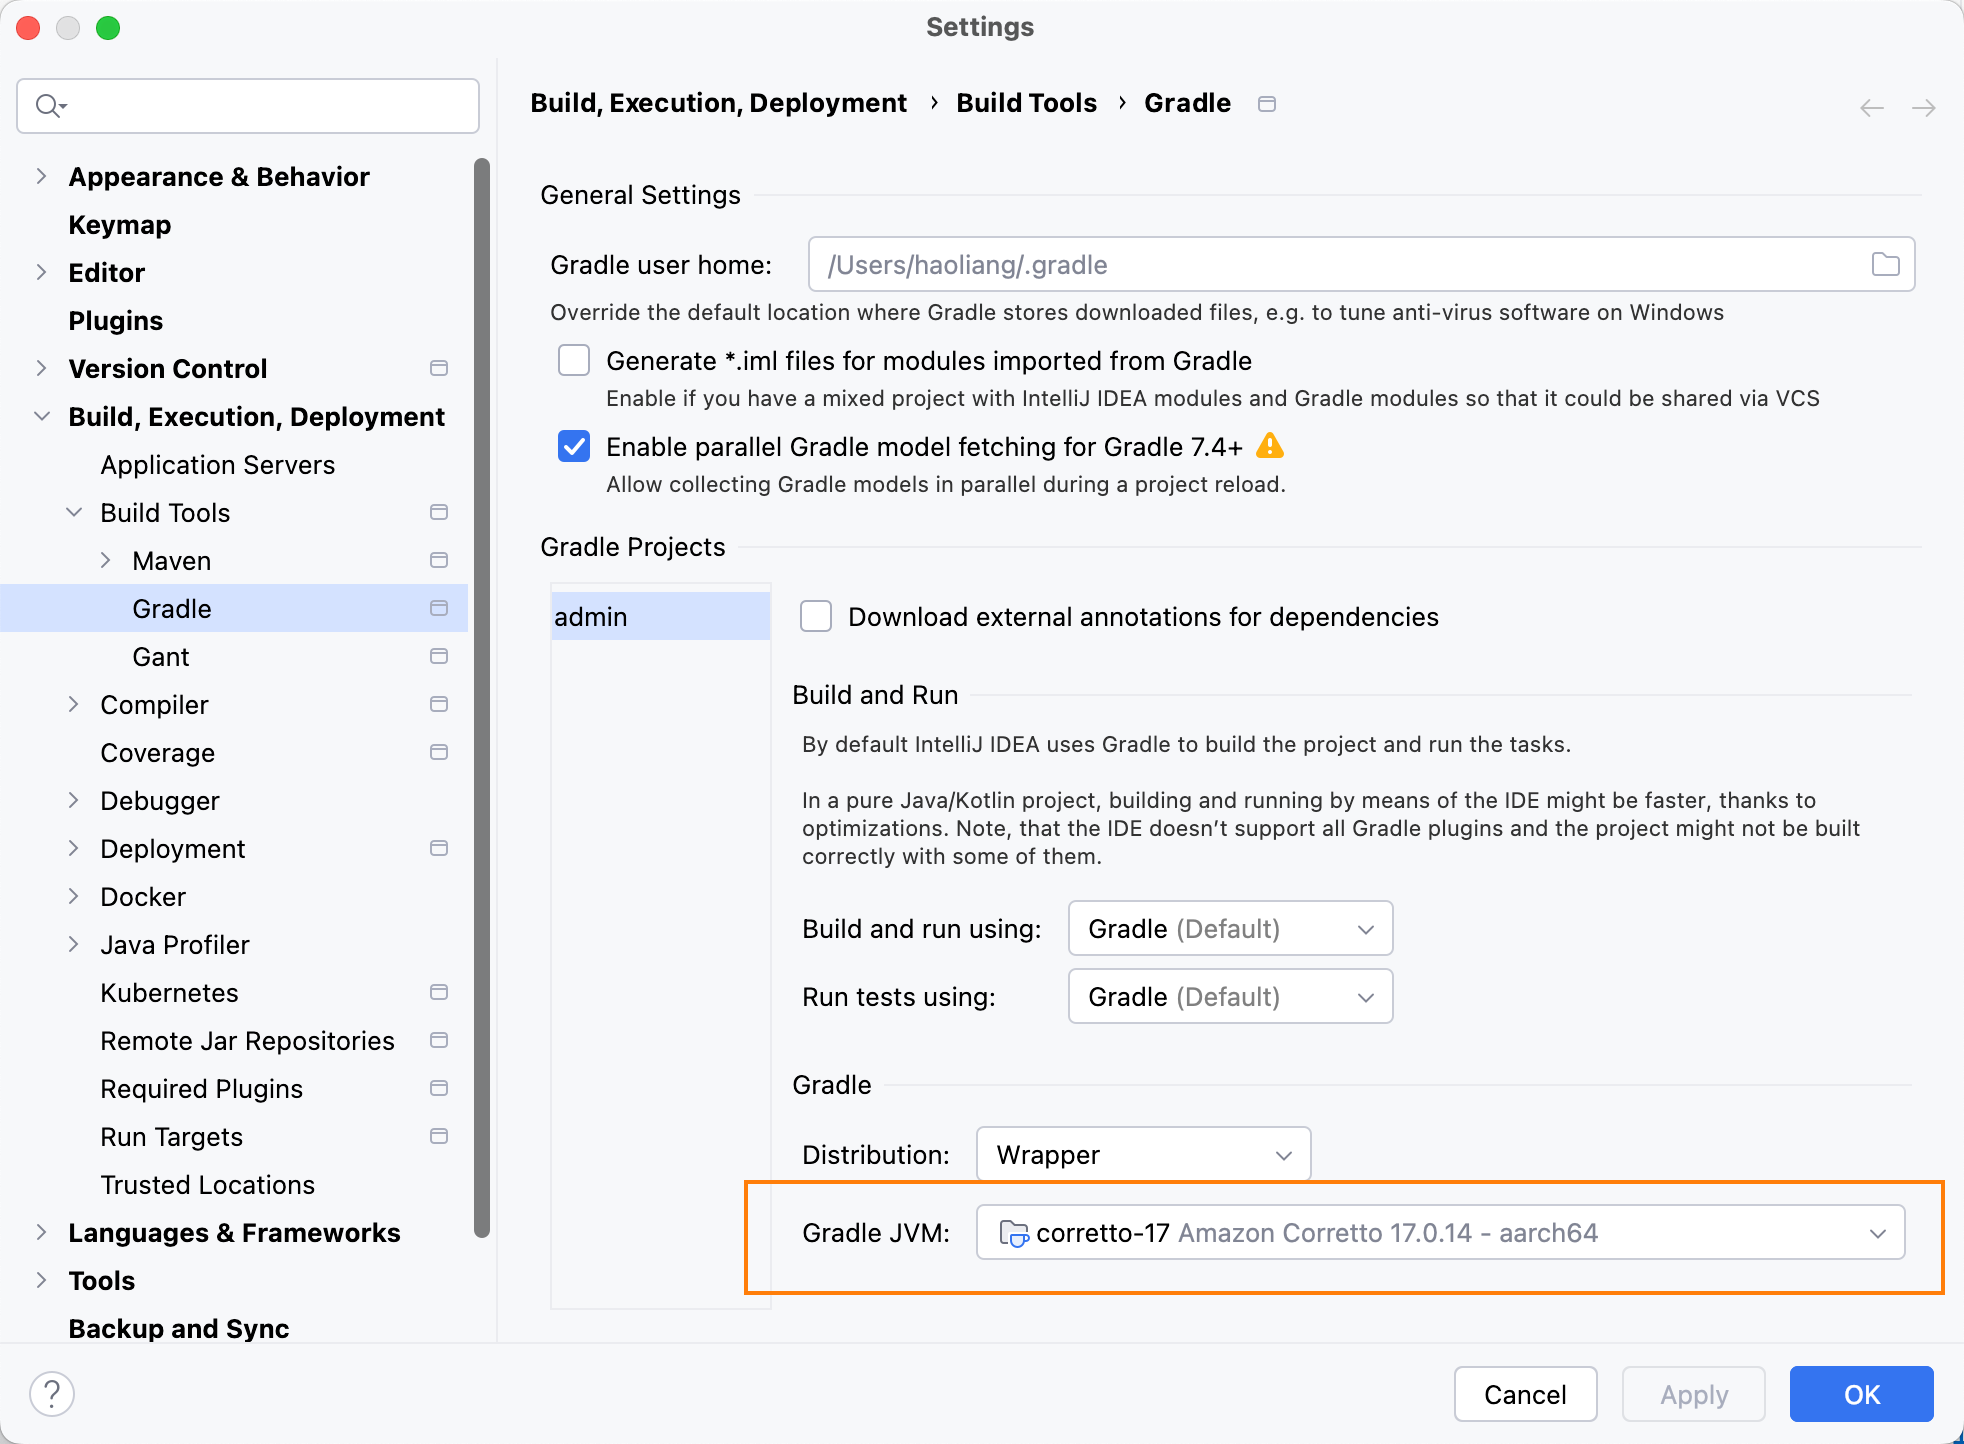 Settings
Appearance & Behavior
Keymap
Editor
Plugins
Version Control
Build, Execution, Deployment
Application Servers
Build Tools
Maven
Gradle
Gant
Compiler
Coverage
Debugger
Deployment
Docker
Java Profiler
Kubernetes
Remote Jar Repositories
Required Plugins
Run Targets
Trusted Locations
Languages & Frameworks
Tools
Backup and Sync
Build, Execution, Deployment › Build Tools › Gradle
General Settings
Gradle user home: /Users/haoliang/.gradle
Override the default location where Gradle stores downloaded files, e.g. to tune anti-virus software on Windows
Generate *.iml files for modules imported from Gradle
Enable if you have a mixed project with IntelliJ IDEA modules and Gradle modules so that it could be shared via VCS
Enable parallel Gradle model fetching for Gradle 7.4+
Allow collecting Gradle models in parallel during a project reload.
Gradle Projects
admin
Download external annotations for dependencies
Build and Run
By default IntelliJ IDEA uses Gradle to build the project and run the tasks.
In a pure Java/Kotlin project, building and running by means of the IDE might be faster, thanks to
optimizations. Note, that the IDE doesn't support all Gradle plugins and the project might not be built
correctly with some of them.
Build and run using: Gradle (Default)
Run tests using: Gradle (Default)
Gradle
Distribution: Wrapper
Gradle JVM: corretto-17 Amazon Corretto 17.0.14 - aarch64
?
Cancel
Apply
OK